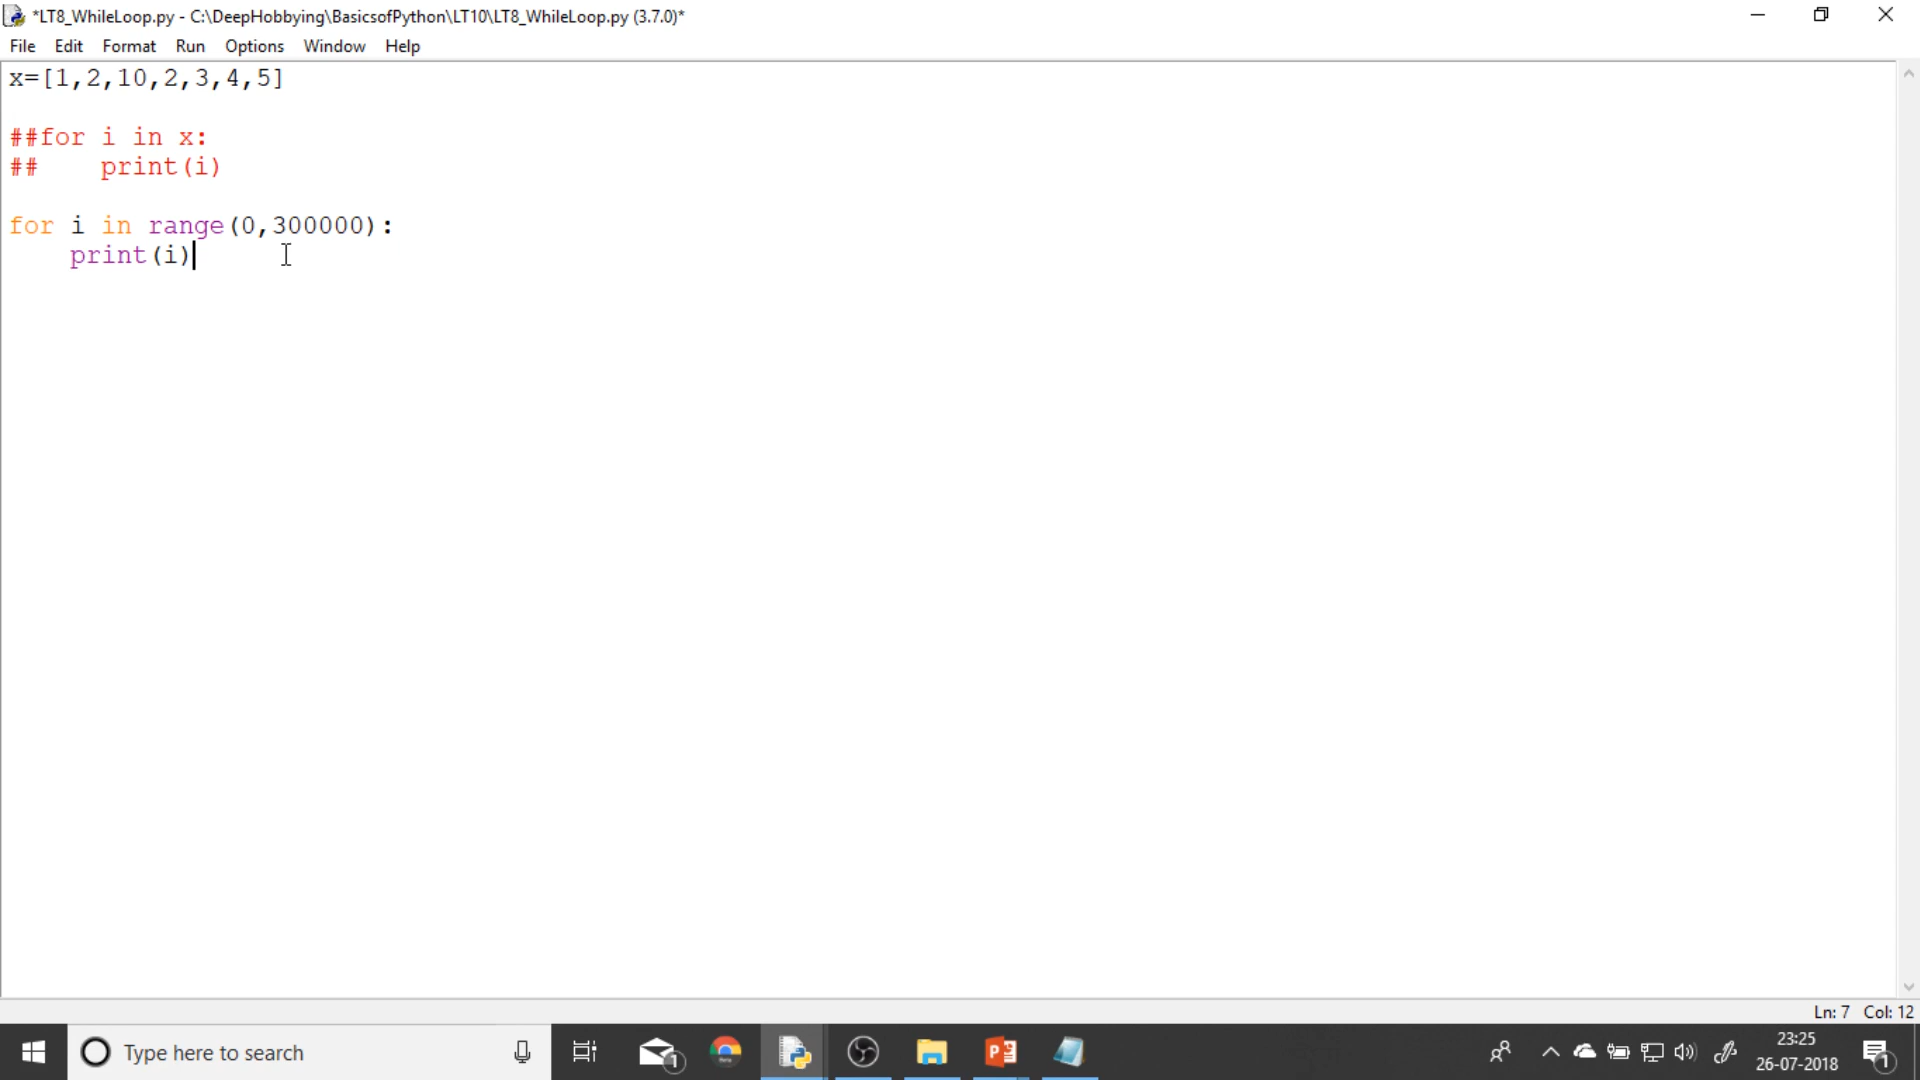 *LT8_WhileLoop.py - C:\DeepHobbying\BasicsofPython\LT10\LT8_WhileLoop.py (3.7.0)*
File Edit Format Run Options Window Help
x=[1,2,10,2,3,4,5]
##for i in x:
##    print(i)
for i in range(0,300000):
    print(i)
Ln: 7 Col: 12
Type here to search
1
23:25
26-07-2018
1